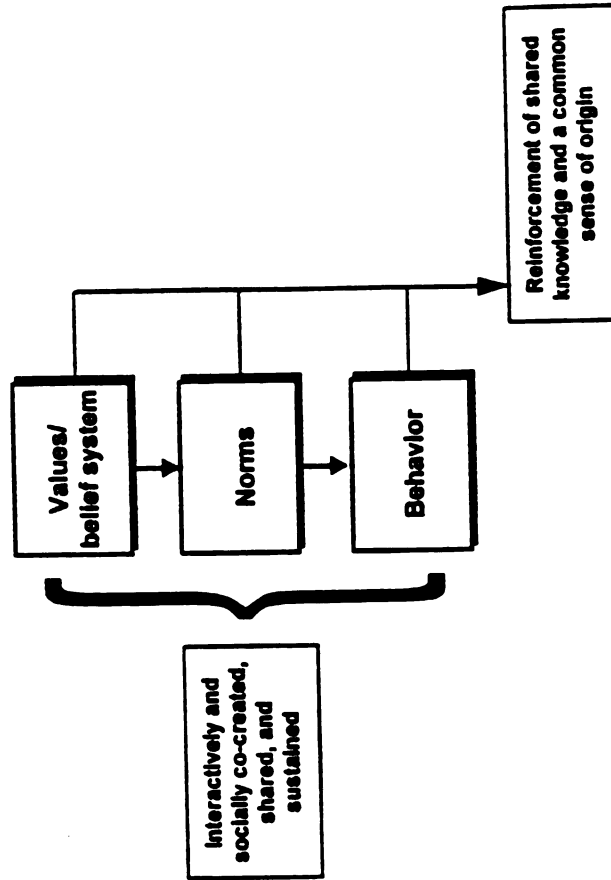 Interactively and
socially co-created,
shared, and
sustained
Values/
belief system
Norms
Behavior
Reinforcement of shared
knowledge and a common
sense of origin